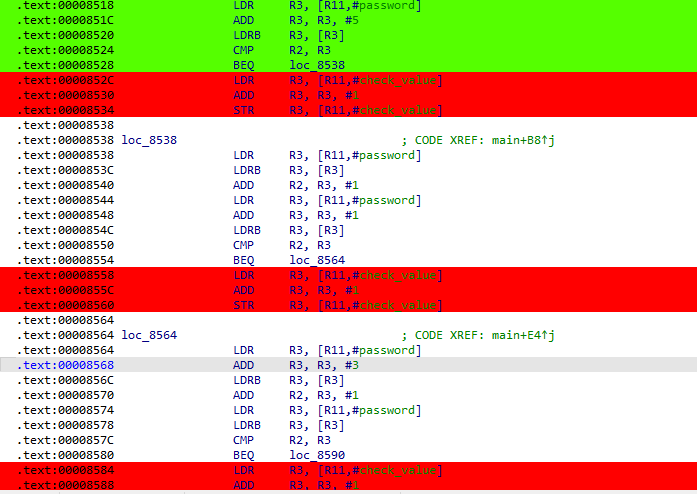 .text:00008518 LDR R3, [R11,#password]
.text:0000851C ADD R3, R3, #5
.text:00008520 LDRB R3, [R3]
.text:00008524 CMP R2, R3
.text:00008528 BEQ loc_8538
.text:0000852C LDR R3, [R11,#check_value]
.text:00008530 ADD R3, R3, #1
.text:00008534 STR R3, [R11,#check_value]
.text:00008538
.text:00008538 loc_8538 ; CODE XREF: main+B8↑j
.text:00008538 LDR R3, [R11,#password]
.text:0000853C LDRB R3, [R3]
.text:00008540 ADD R2, R3, #1
.text:00008544 LDR R3, [R11,#password]
.text:00008548 ADD R3, R3, #1
.text:0000854C LDRB R3, [R3]
.text:00008550 CMP R2, R3
.text:00008554 BEQ loc_8564
.text:00008558 LDR R3, [R11,#check_value]
.text:0000855C ADD R3, R3, #1
.text:00008560 STR R3, [R11,#check_value]
.text:00008564
.text:00008564 loc_8564 ; CODE XREF: main+E4↑j
.text:00008564 LDR R3, [R11,#password]
.text:00008568 ADD R3, R3, #3
.text:0000856C LDRB R3, [R3]
.text:00008570 ADD R2, R3, #1
.text:00008574 LDR R3, [R11,#password]
.text:00008578 LDRB R3, [R3]
.text:0000857C CMP R2, R3
.text:00008580 BEQ loc_8590
.text:00008584 LDR R3, [R11,#check_value]
.text:00008588 ADD R3, R3, #1